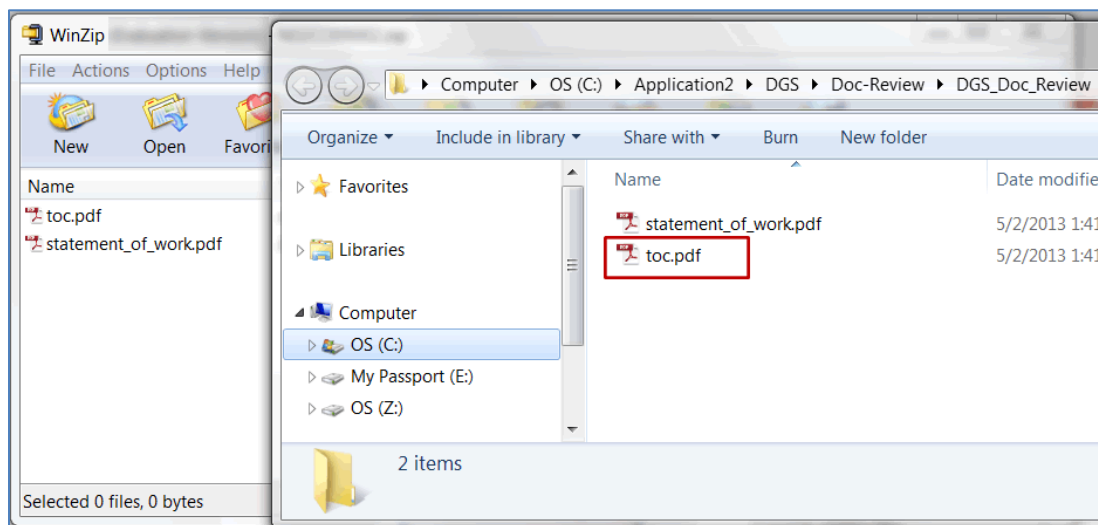 WinZip
File Actions Options Help
New Open Favori
Name
toc.pdf
statement_of_work.pdf
Selected 0 files, 0 bytes
Computer OS (C:) Application2 DGS Doc-Review DGS_Doc_Review
Organize Include in library Share with Burn New folder
Favorites
Libraries
Computer
OS (C:)
My Passport (E:)
OS (Z:)
Name Date modifie
statement_of_work.pdf 5/2/2013 1:41
toc.pdf 5/2/2013 1:41
2 items